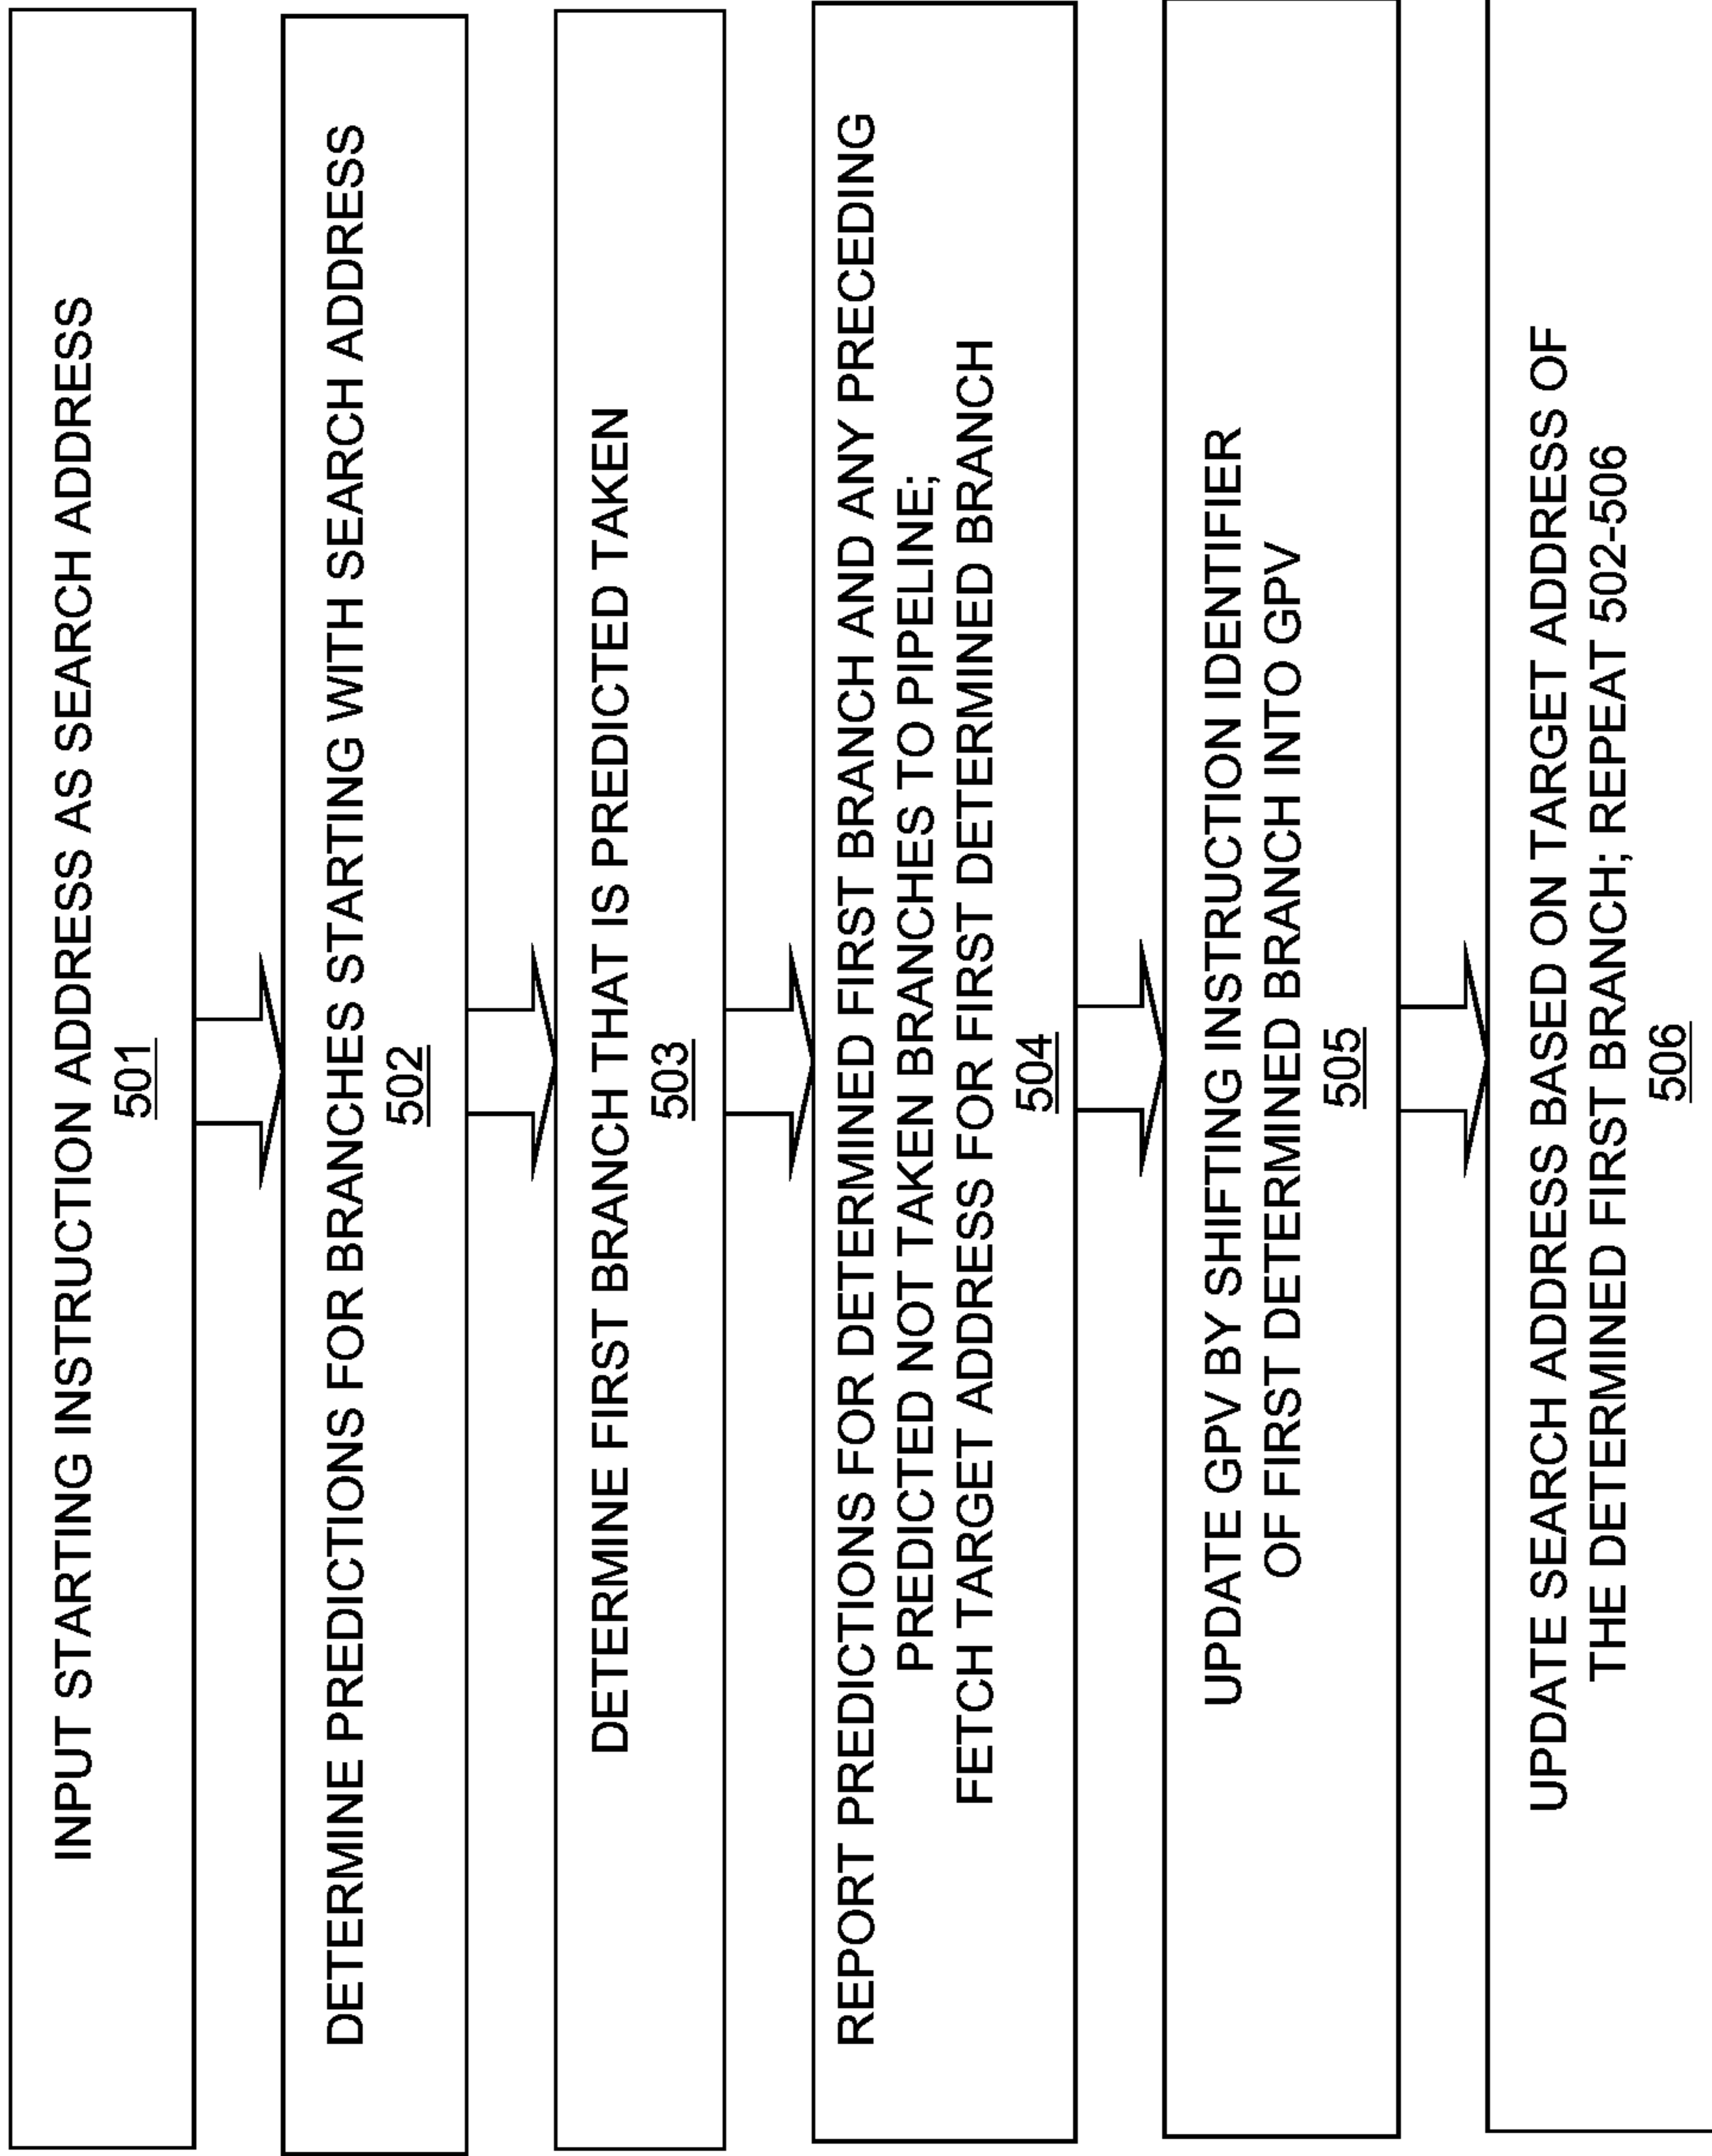 INPUT STARTING INSTRUCTION ADDRESS AS SEARCH ADDRESS
501
DETERMINE PREDICTIONS FOR BRANCHES STARTING WITH SEARCH ADDRESS
502
DETERMINE FIRST BRANCH THAT IS PREDICTED TAKEN
503
REPORT PREDICTIONS FOR DETERMINED FIRST BRANCH AND ANY PRECEDING
PREDICTED NOT TAKEN BRANCHES TO PIPELINE;
FETCH TARGET ADDRESS FOR FIRST DETERMINED BRANCH
504
UPDATE GPV BY SHIFTING INSTRUCTION IDENTIFIER
OF FIRST DETERMINED BRANCH INTO GPV
505
UPDATE SEARCH ADDRESS BASED ON TARGET ADDRESS OF
THE DETERMINED FIRST BRANCH; REPEAT 502-506
506